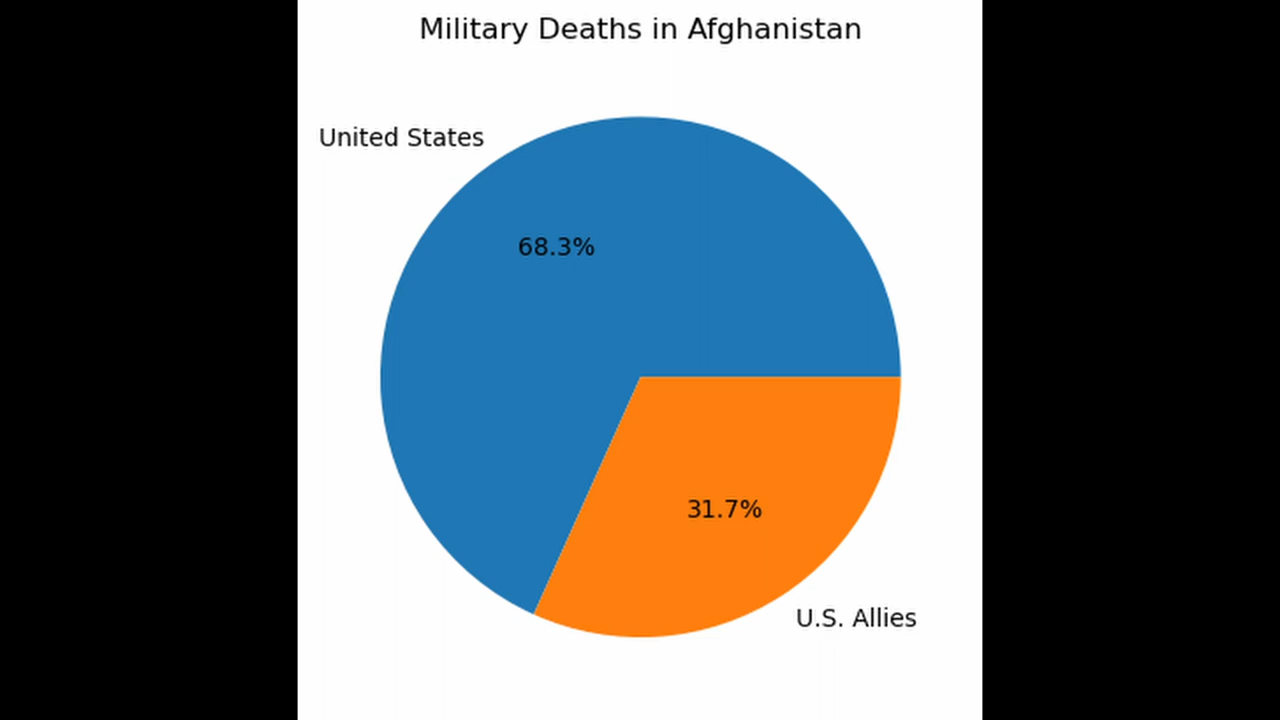 Military Deaths in Afghanistan
United States
68.3%
31.7%
U.S. Allies